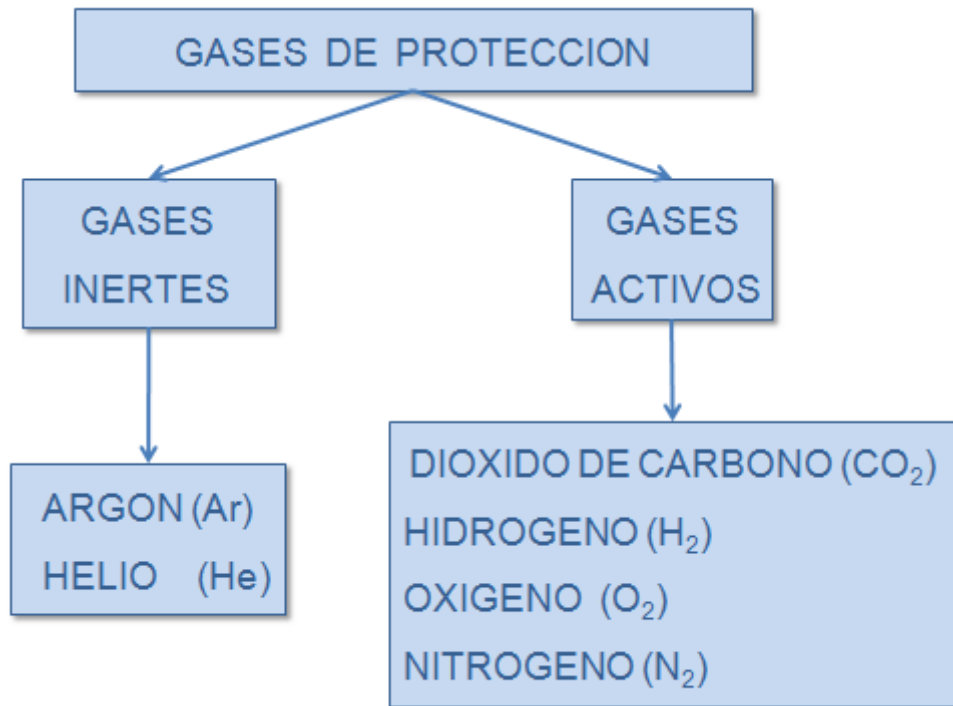 GASES DE PROTECCION
GASES
INERTES
GASES
ACTIVOS
ARGON (Ar)
HELIO (He)
DIOXIDO DE CARBONO (CO₂)
HIDROGENO (H₂)
OXIGENO (O₂)
NITROGENO (N₂)